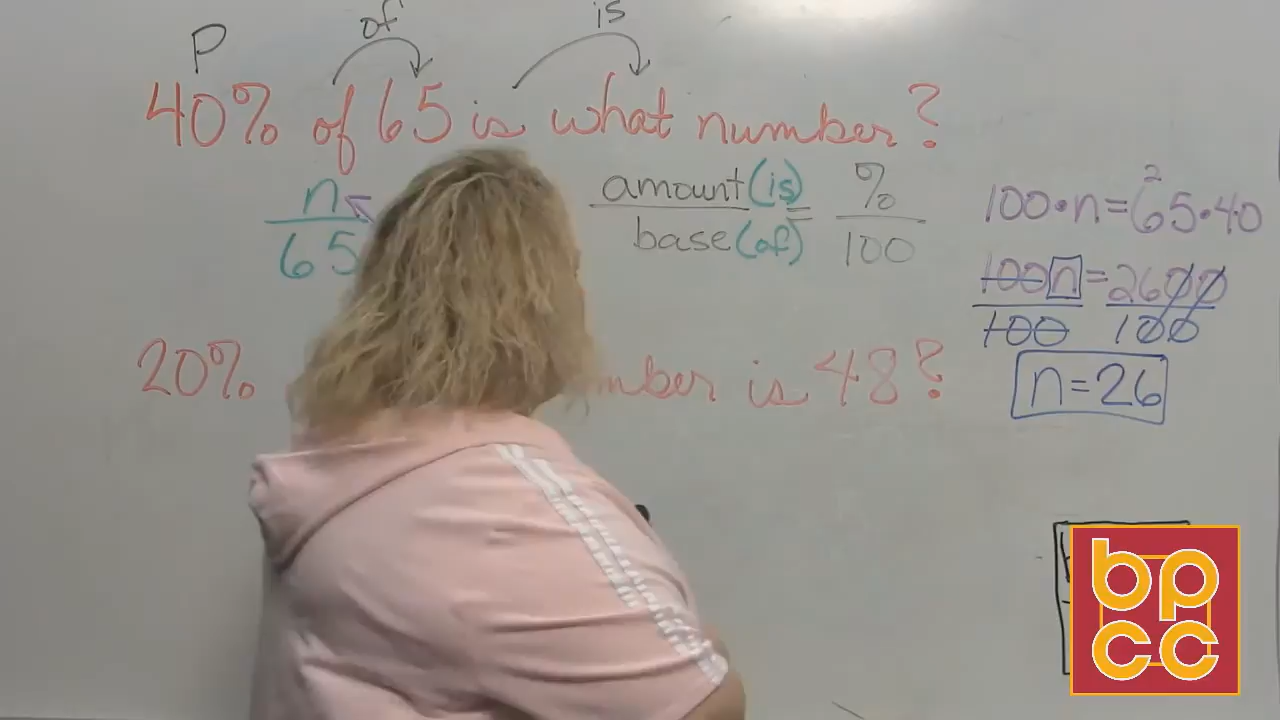 P of is
40% of 65 is what number?
n
65
amount(is) = %
base(of) 100
100·n=65·40
2
100n=2600
100 100
n=26
20% mber is 48?
bp
cc